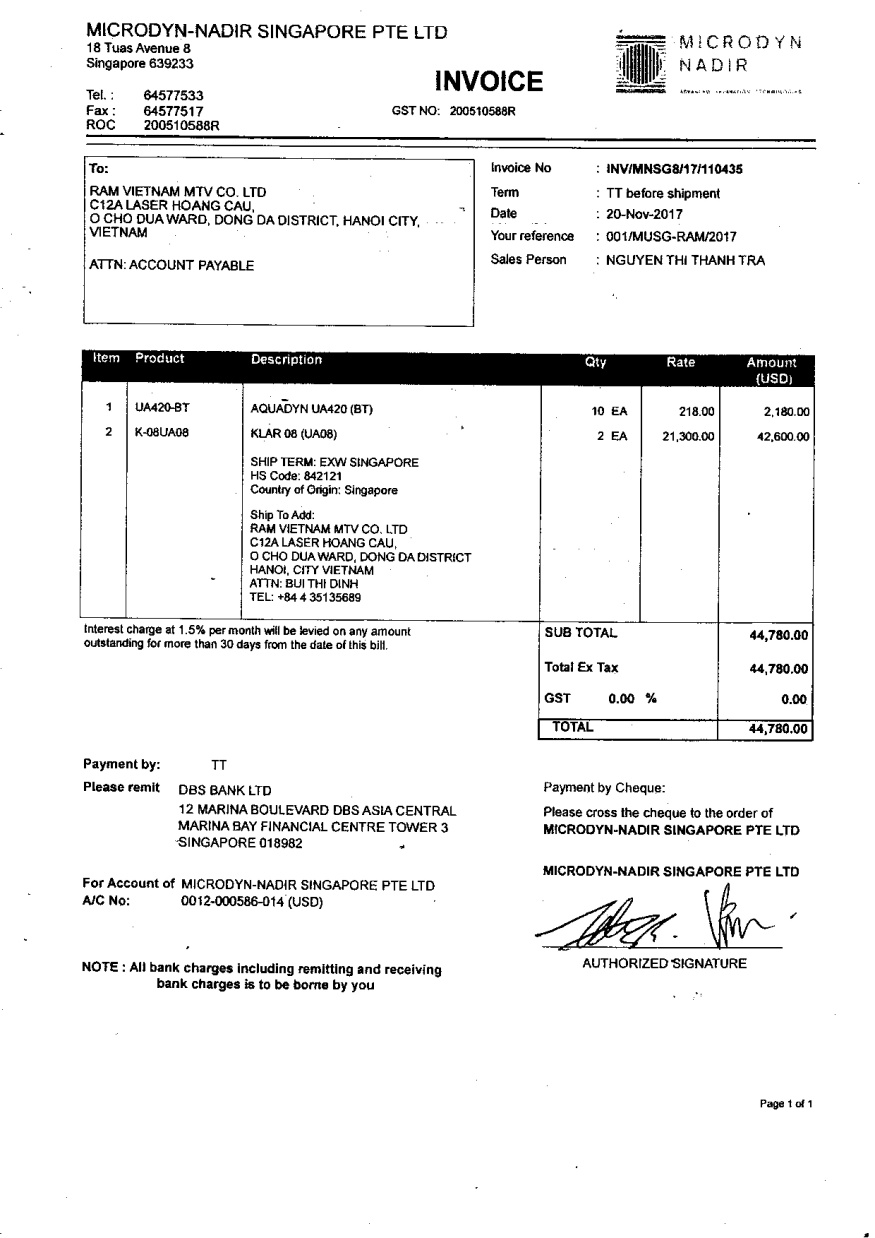 MICRODYN-NADIR SINGAPORE PTE LTD
18 Tuas Avenue 8
Singapore 639233
Tel. : 64577533
Fax : 64577517
ROC 200510588R
INVOICE
GST NO: 200510588R
MICRODYN
NADIR
To:
RAM VIETNAM MTV CO. LTD
C12A LASER HOANG CAU,
O CHO DUA WARD, DONG DA DISTRICT, HANOI CITY,
VIETNAM
ATTN: ACCOUNT PAYABLE
Invoice No : INV/MNSG8/17/110435
Term : TT before shipment
Date : 20-Nov-2017
Your reference : 001/MUSG-RAM/2017
Sales Person : NGUYEN THI THANH TRA
Item Product Description Qty Rate Amount
(USD)
1 UA420-BT AQUADYN UA420 (BT) 10 EA 218.00 2,180.00
2 K-08UA08 KLAR 08 (UA08) 2 EA 21,300.00 42,600.00
SHIP TERM: EXW SINGAPORE
HS Code: 842121
Country of Origin: Singapore
Ship To Add:
RAM VIETNAM MTV CO. LTD
C12A LASER HOANG CAU,
O CHO DUA WARD, DONG DA DISTRICT
HANOI, CITY VIETNAM
ATTN: BUI THI DINH
TEL: +84 4 35135689
Interest charge at 1.5% per month will be levied on any amount
outstanding for more than 30 days from the date of this bill.
SUB TOTAL 44,780.00
Total Ex Tax 44,780.00
GST 0.00 % 0.00
TOTAL 44,780.00
Payment by: TT
Please remit DBS BANK LTD
12 MARINA BOULEVARD DBS ASIA CENTRAL
MARINA BAY FINANCIAL CENTRE TOWER 3
SINGAPORE 018982
For Account of MICRODYN-NADIR SINGAPORE PTE LTD
A/C No: 0012-000586-014 (USD)
NOTE : All bank charges including remitting and receiving
bank charges is to be borne by you
Payment by Cheque:
Please cross the cheque to the order of
MICRODYN-NADIR SINGAPORE PTE LTD
MICRODYN-NADIR SINGAPORE PTE LTD
AUTHORIZED SIGNATURE
Page 1 of 1